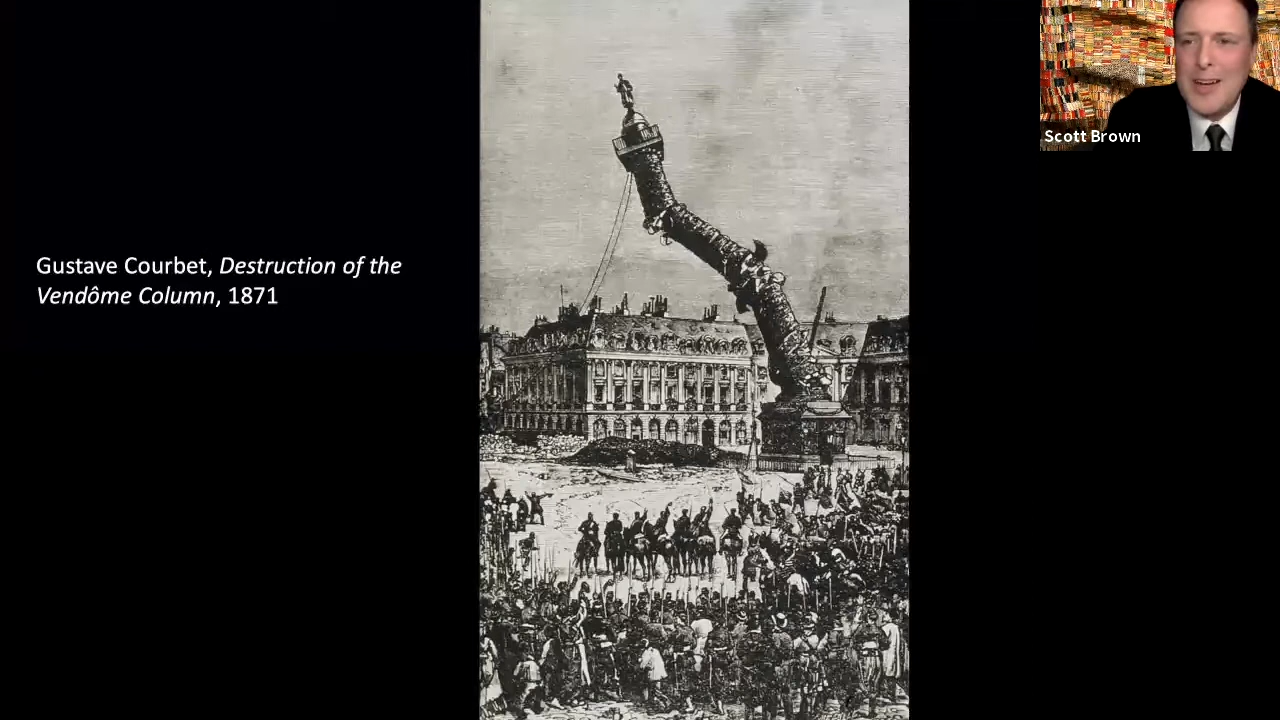 Gustave Courbet, Destruction of the
Vendôme Column, 1871
Scott Brown